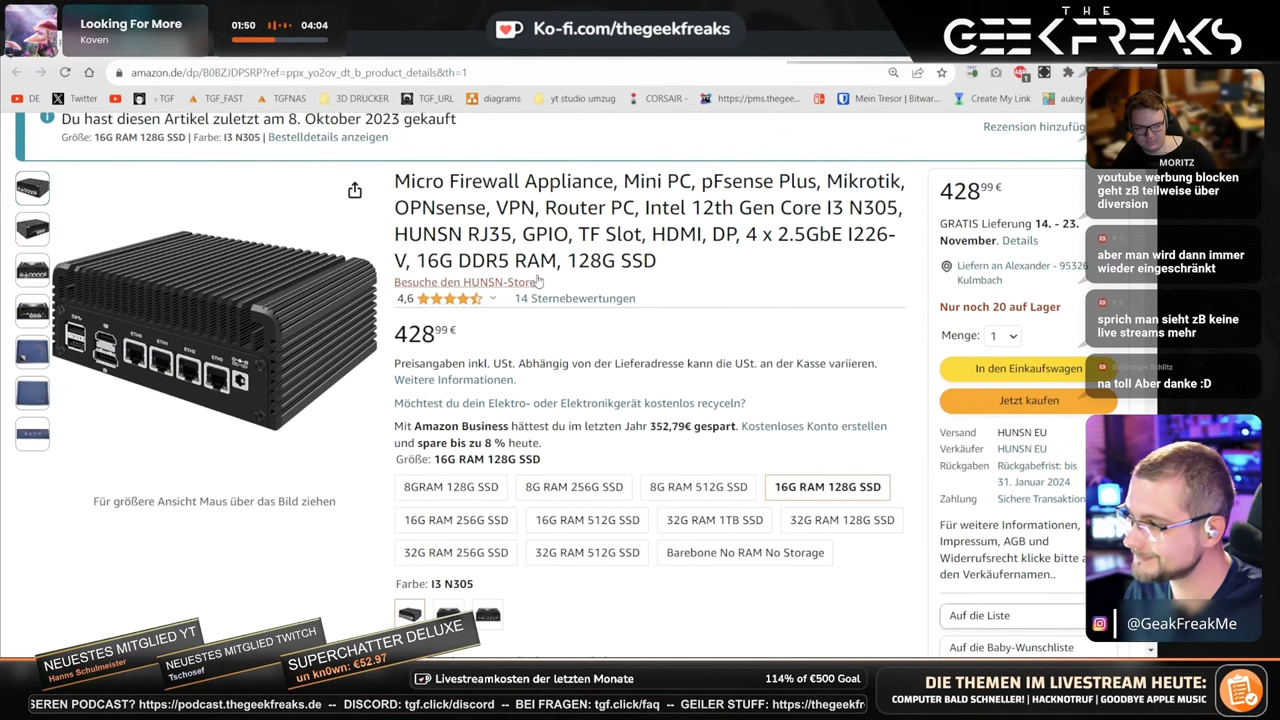 Looking For More
Koven
01:50
04:04
Ko-fi.com/thegeekfreaks
THE
GEEKFREAKS
amazon.de/dp/B0BZJDPSRP?ref=ppx_yo2ov_dt_b_product_details&th=1
DE
Twitter
‹ TGF
TGF_FAST
TGFNAS
3D DRUCKE
TGF_URL
diagrams
yt studio umzug
CORSAIR -
https://pms.thegee...
Mein Tresor | Bitwar...
Create My Link
aukey
Du hast diesen Artikel zuletzt am 8. Oktober 2023 gekauft
Größe: 16G RAM 128G SSD | Farbe: I3 N305 | Bestelldetails anzeigen
Rezension hinzufüg
Micro Firewall Appliance, Mini PC, pFsense Plus, Mikrotik,
OPNsense, VPN, Router PC, Intel 12th Gen Core I3 N305,
HUNSN RJ35, GPIO, TF Slot, HDMI, DP, 4 x 2.5GbE I226-
V, 16G DDR5 RAM, 128G SSD
Besuche den HUNSN-Store
4,6
14 Sternebewertungen
428⁹⁹€
Preisangaben inkl. USt. Abhängig von der Lieferadresse kann die USt. an der Kasse variieren.
Weitere Informationen.
Möchtest du dein Elektro- oder Elektronikgerät kostenlos recyceln?
Mit Amazon Business hättest du im letzten Jahr 352,79€ gespart. Kostenloses Konto erstellen
und spare bis zu 8 % heute.
Größe: 16G RAM 128G SSD
8GRAM 128G SSD
8G RAM 256G SSD
8G RAM 512G SSD
16G RAM 128G SSD
16G RAM 256G SSD
16G RAM 512G SSD
32G RAM 1TB SSD
32G RAM 128G SSD
32G RAM 256G SSD
32G RAM 512G SSD
Barebone No RAM No Storage
Farbe: I3 N305
Für größere Ansicht Maus über das Bild ziehen
428⁹⁹€
GRATIS Lieferung 14. - 23.
November. Details
Liefern an Alexander - 95326
Kulmbach
Nur noch 20 auf Lager
Menge: 1
In den Einkaufswagen
Jetzt kaufen
Versand HUNSN EU
Verkäufer HUNSN EU
Rückgaben Rückgabefrist: bis
31. Januar 2024
Zahlung Sichere Transaktion
Für weitere Informationen,
Impressum, AGB und
Widerrufsrecht klicke bitte a
den Verkäufernamen..
Auf die Liste
Auf die Baby-Wunschliste
MORITZ
youtube werbung blocken
geht zB teilweise über
diversion
aber man wird dann immer
wieder eingeschränkt
sprich man sieht zB keine
live streams mehr
na toll Aber danke :D
@GeakFreakMe
NEUESTES MITGLIED YT
Hanns Schulmeister
NEUESTES MITGLIED TWITCH
Tschosef
SUPERCHATTER DELUXE
un kn0wn: €52.97
Livestreamkosten der letzten Monate
114% of €500 Goal
DIE THEMEN IM LIVESTREAM HEUTE:
COMPUTER BALD SCHNELLER! | HACKNOTRUF | GOODBYE APPLE MUSIC
SEREN PODCAST? https://podcast.thegeekfreaks.de -- DISCORD: tgf.click/discord -- BEI FRAGEN: tgf.click/faq -- GEILER STUFF: https://thegeekfr